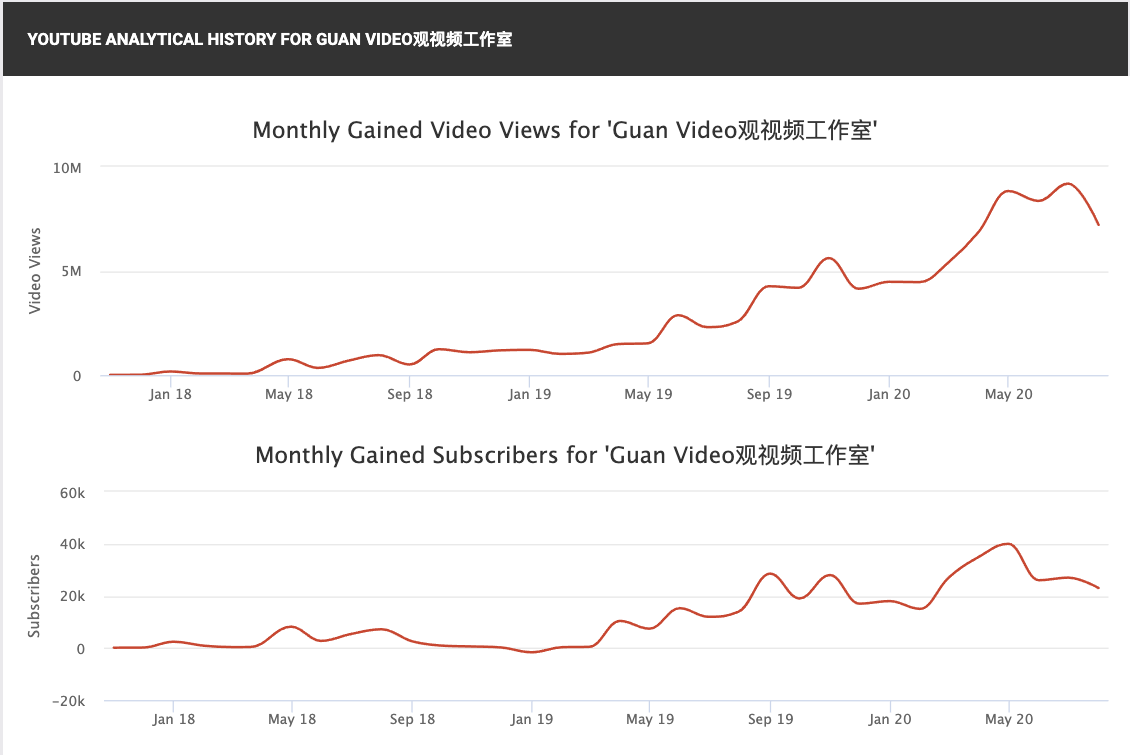 YOUTUBE ANALYTICAL HISTORY FOR GUAN VIDEO观视频工作室
Monthly Gained Video Views for 'Guan Video观视频工作室'
Video Views
10M
5M
0
Jan 18 May 18 Sep 18 Jan 19 May 19 Sep 19 Jan 20 May 20
Monthly Gained Subscribers for 'Guan Video观视频工作室'
Subscribers
60k
40k
20k
0
-20k
Jan 18 May 18 Sep 18 Jan 19 May 19 Sep 19 Jan 20 May 20